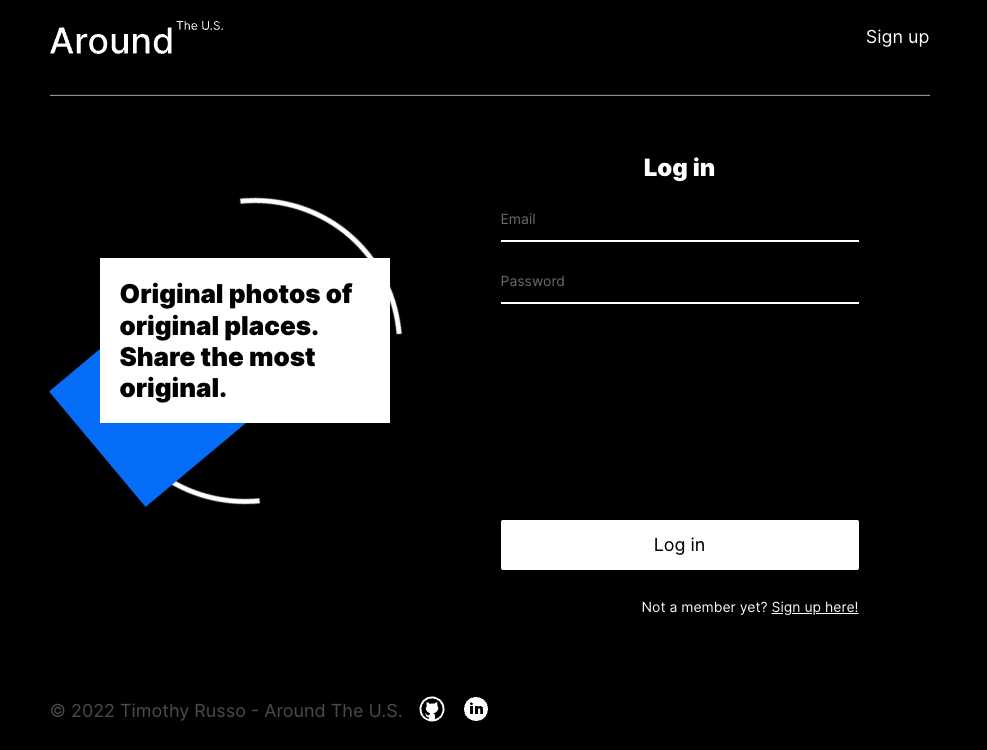 Around The U.S.
Sign up
Original photos of
original places.
Share the most
original.
Log in
Email
Password
Log in
Not a member yet? Sign up here!
© 2022 Timothy Russo - Around The U.S.
in